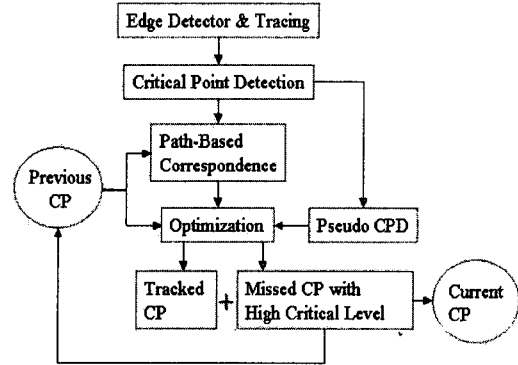 Edge Detector & Tracing
Critical Point Detection
Path-Based
Correspondence
Previous
CP
Optimization
Pseudo CPD
Tracked
CP
+
Missed CP with
High Critical Level
Current
CP